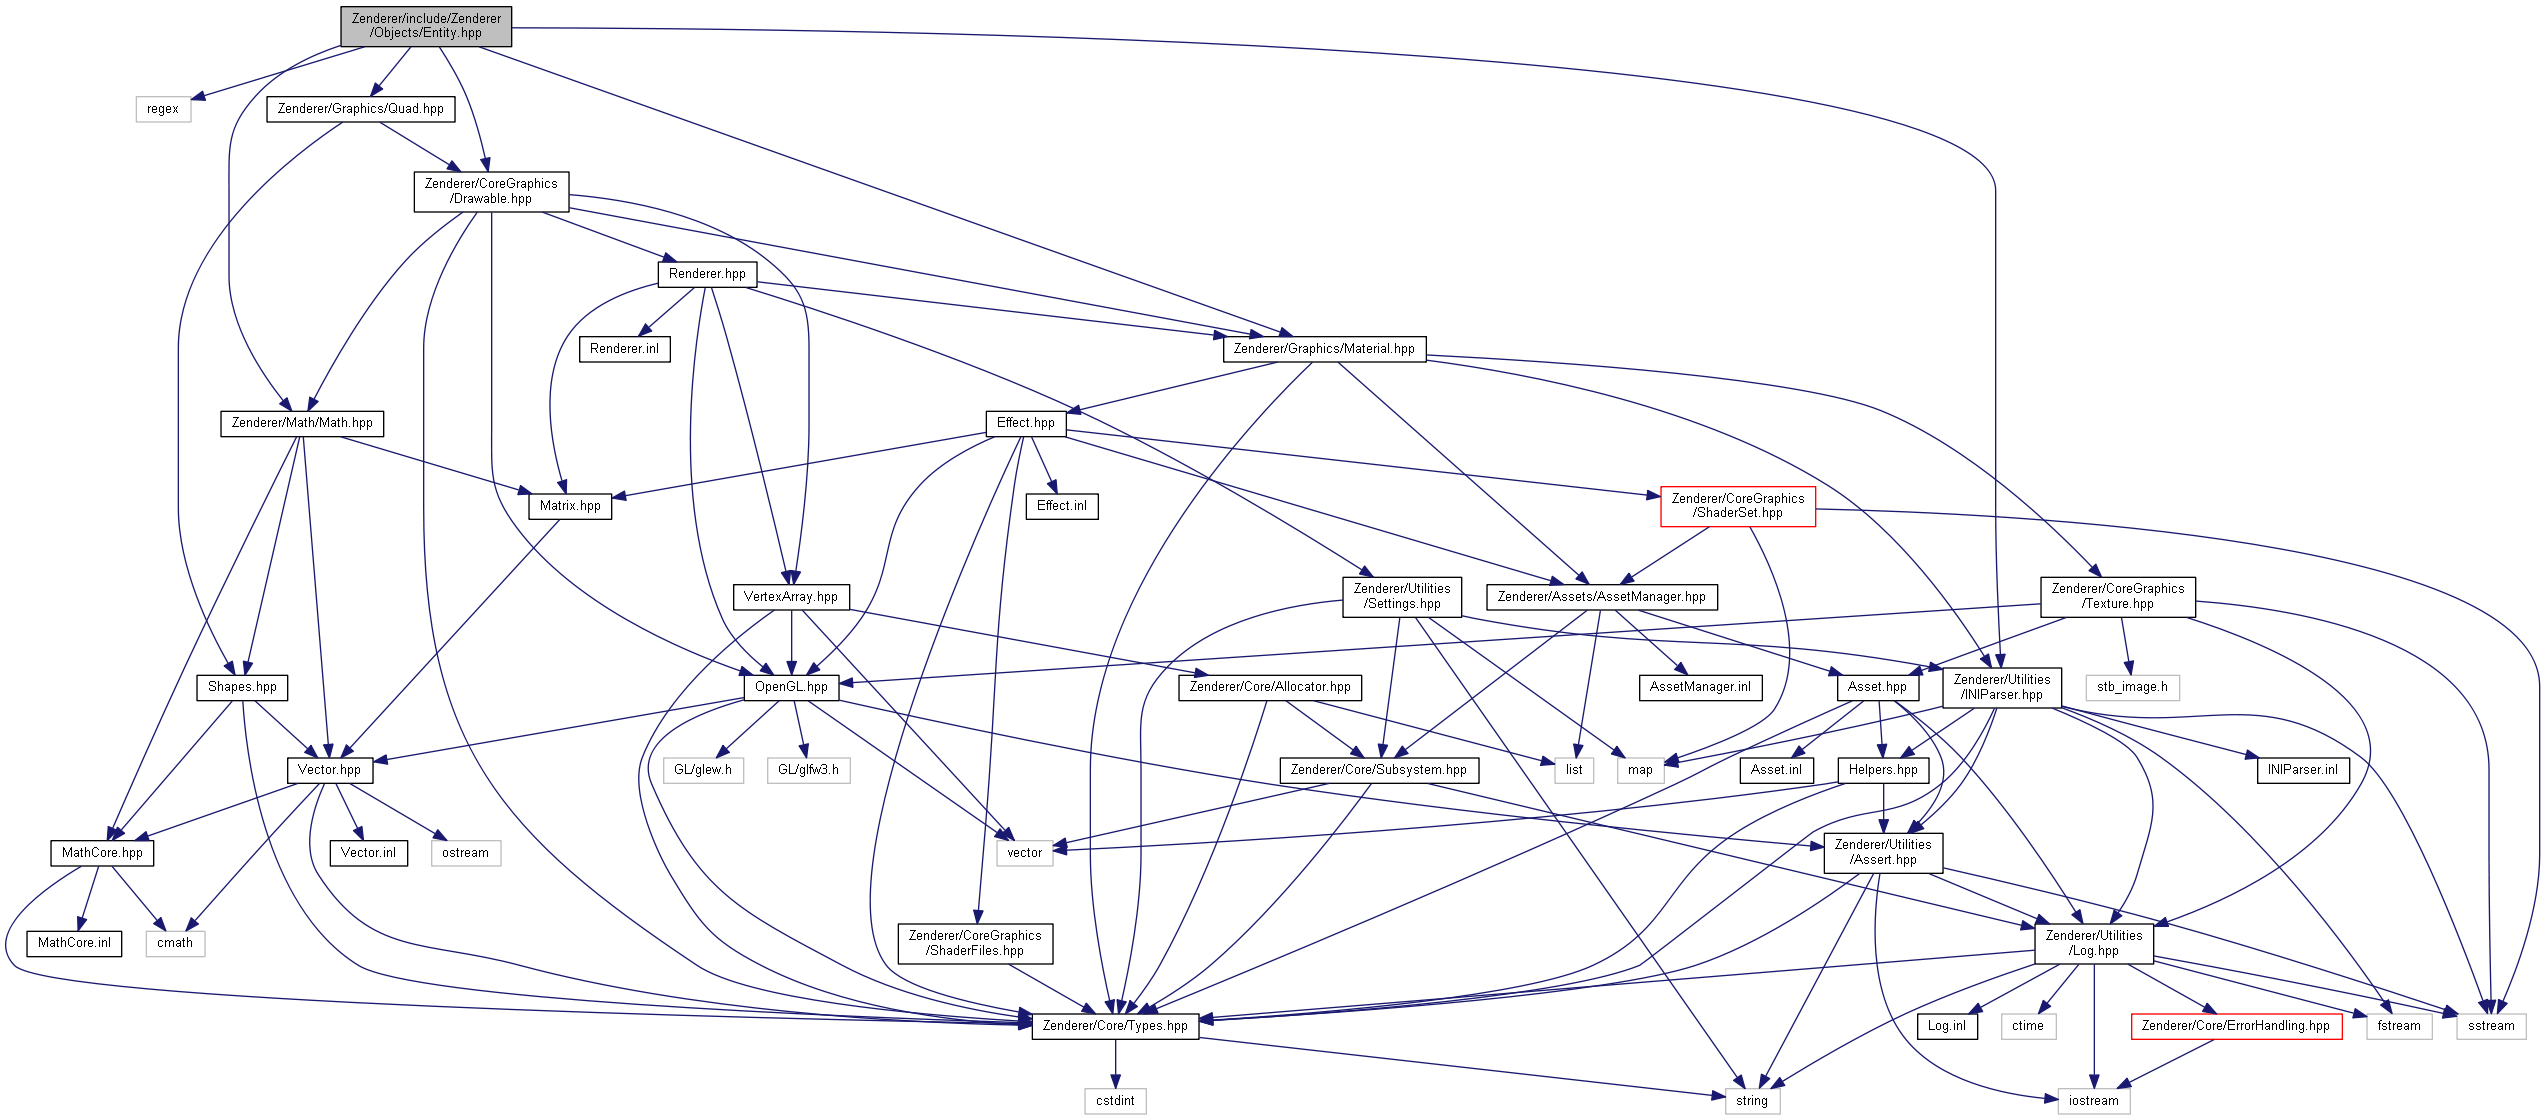 Zenderer/include/Zenderer
/Objects/Entity.hpp
regex
Zenderer/Graphics/Quad.hpp
Zenderer/CoreGraphics
/Drawable.hpp
Renderer.hpp
Renderer.inl
Zenderer/Graphics/Material.hpp
Zenderer/Math/Math.hpp
Effect.hpp
Matrix.hpp
Effect.inl
Zenderer/CoreGraphics
/ShaderSet.hpp
VertexArray.hpp
Zenderer/Utilities
/Settings.hpp
Zenderer/Assets/AssetManager.hpp
Zenderer/CoreGraphics
/Texture.hpp
Shapes.hpp
OpenGL.hpp
Zenderer/Core/Allocator.hpp
AssetManager.inl
Asset.hpp
Zenderer/Utilities
/INIParser.hpp
stb_image.h
Vector.hpp
GL/glew.h
GL/glfw3.h
Zenderer/Core/Subsystem.hpp
list
map
Asset.inl
Helpers.hpp
INIParser.inl
MathCore.hpp
Vector.inl
ostream
vector
Zenderer/Utilities
/Assert.hpp
MathCore.inl
cmath
Zenderer/CoreGraphics
/ShaderFiles.hpp
Zenderer/Utilities
/Log.hpp
Zenderer/Core/Types.hpp
Log.inl
ctime
Zenderer/Core/ErrorHandling.hpp
fstream
sstream
cstdint
string
iostream